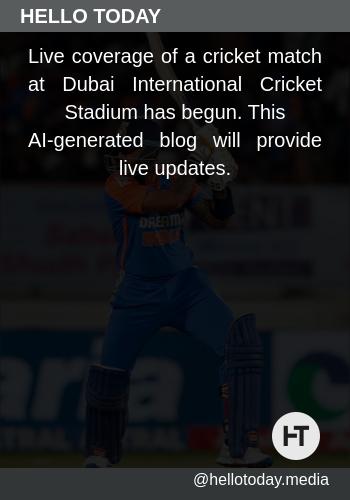 HELLO TODAY
Live coverage of a cricket match
at Dubai International Cricket
Stadium has begun. This
AI-generated blog will provide
live updates.
DREAM
HT
@hellotoday.media